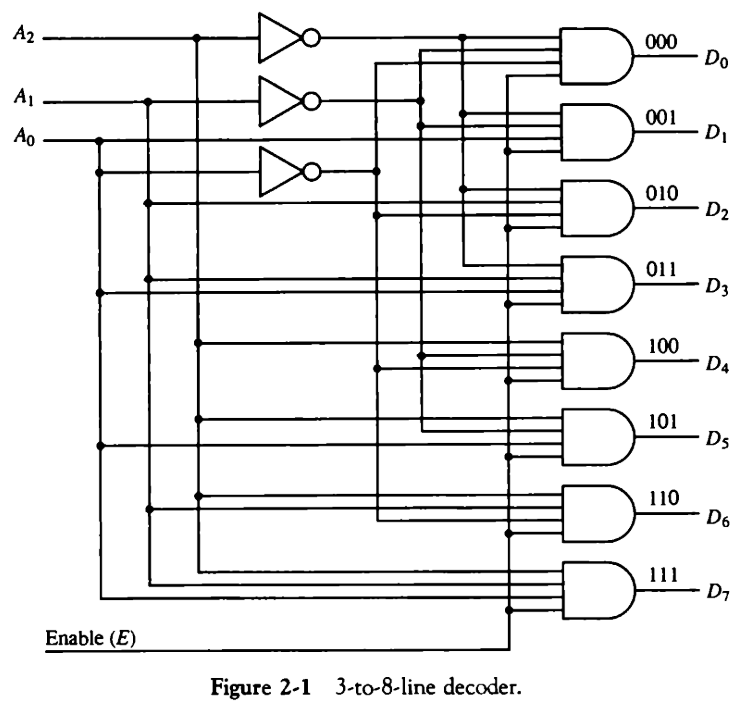 A2
A1
A0
000
D0
001
D1
010
D2
011
D3
100
D4
101
D5
110
D6
111
D7
Enable (E)
Figure 2-1 3-to-8-line decoder.